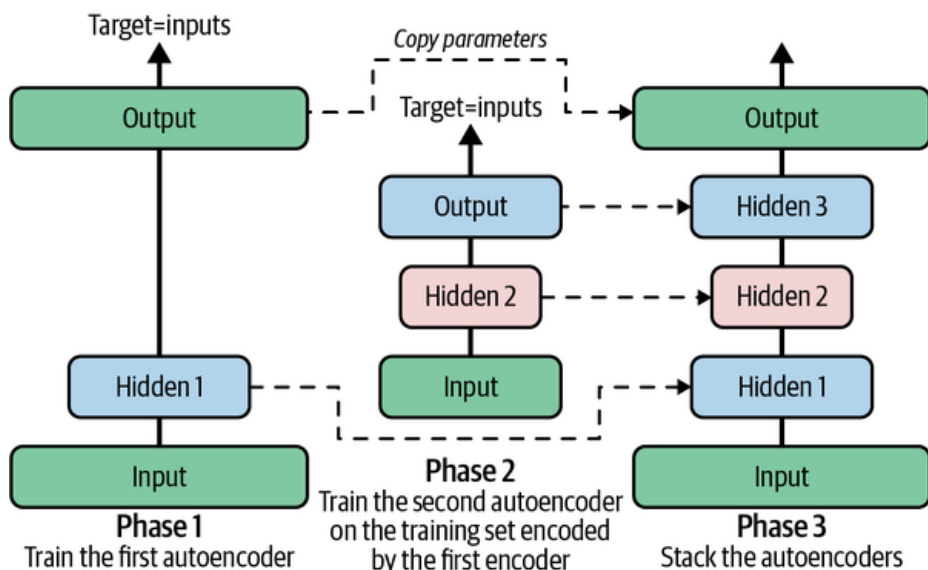 Target=inputs
Output
Hidden 1
Input
Phase 1
Train the first autoencoder
Copy parameters
Target=inputs
Output
Hidden 2
Input
Phase 2
Train the second autoencoder
on the training set encoded
by the first encoder
Output
Hidden 3
Hidden 2
Hidden 1
Input
Phase 3
Stack the autoencoders